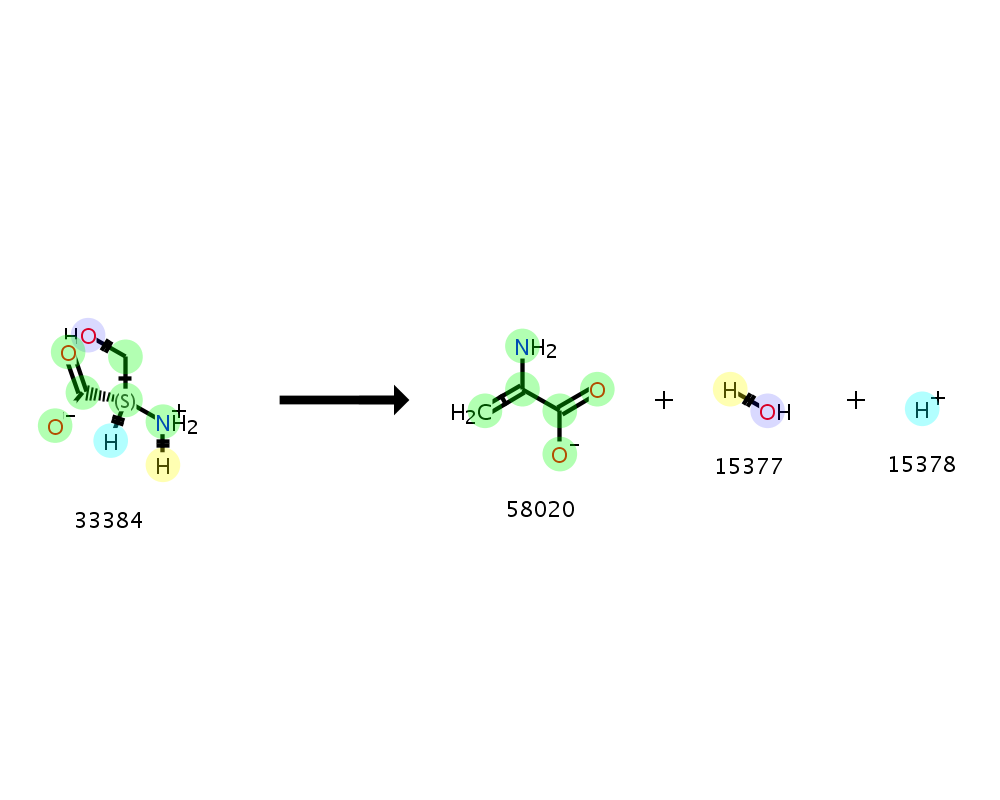 HO
O
(S)
O-
+
NH2
H
H
33384
NH2
H2C
O
O-
58020
+
H
OH
15377
+
H+
15378